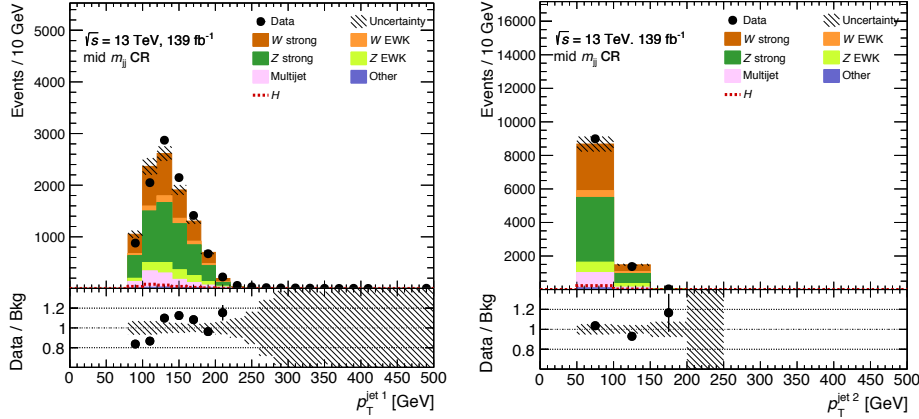 Events / 10 GeV
5000
4000
3000
2000
1000
√s = 13 TeV, 139 fb⁻¹
mid m_jj CR
Data
Uncertainty
W strong
W EWK
Z strong
Z EWK
Multijet
Other
H
Data / Bkg
1.2
1
0.8
0 50 100 150 200 250 300 350 400 450 500
p_T^jet 1 [GeV]
Events / 10 GeV
16000
14000
12000
10000
8000
6000
4000
2000
0
√s = 13 TeV. 139 fb⁻¹
mid m_jj CR
Data
Uncertainty
W strong
W EWK
Z strong
Z EWK
Multijet
Other
H
Data / Bkg
1.2
1
0.8
0 50 100 150 200 250 300 350 400 450 500
p_T^jet 2 [GeV]